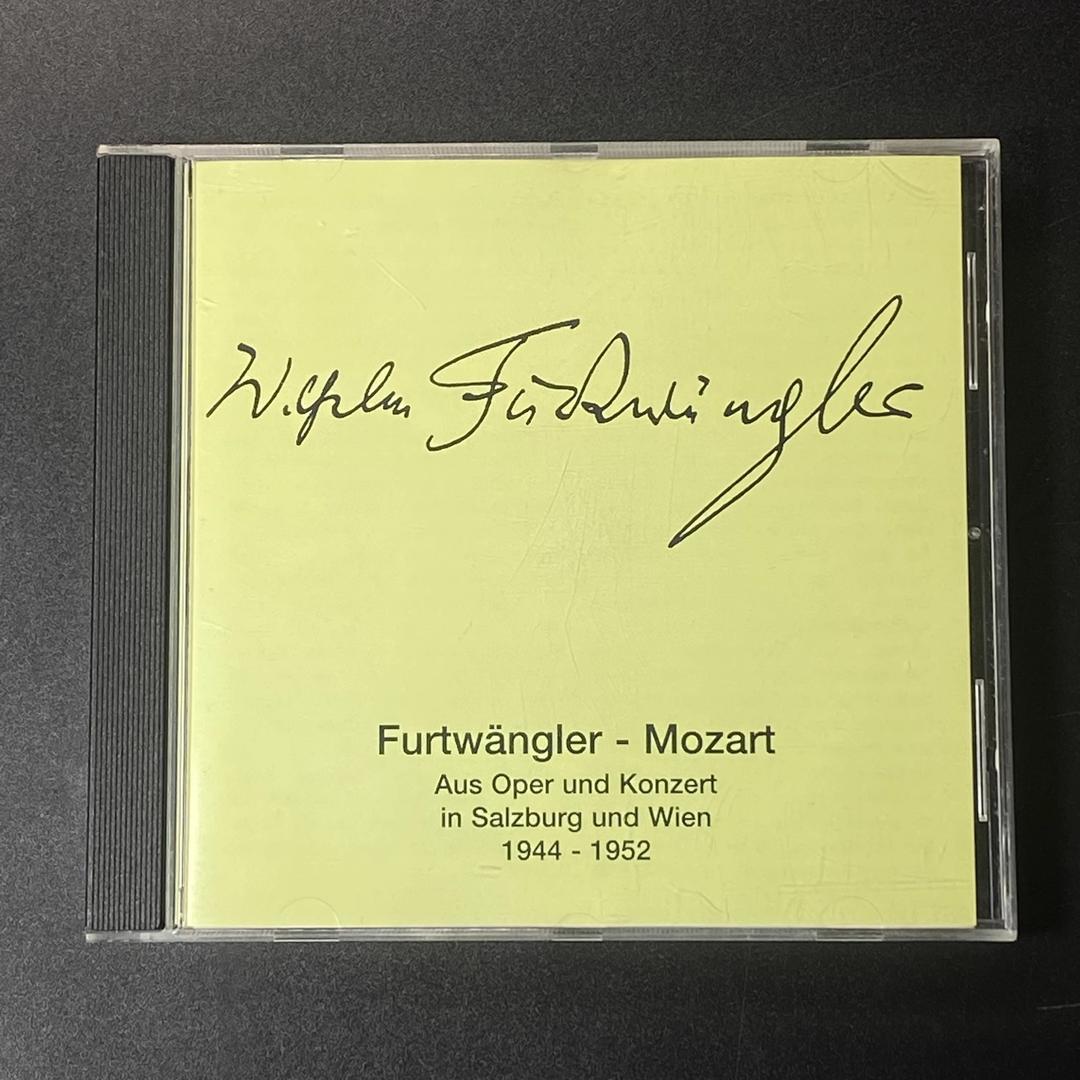 Wilhelm Furtwängler
Furtwängler - Mozart
Aus Oper und Konzert
in Salzburg und Wien
1944 - 1952